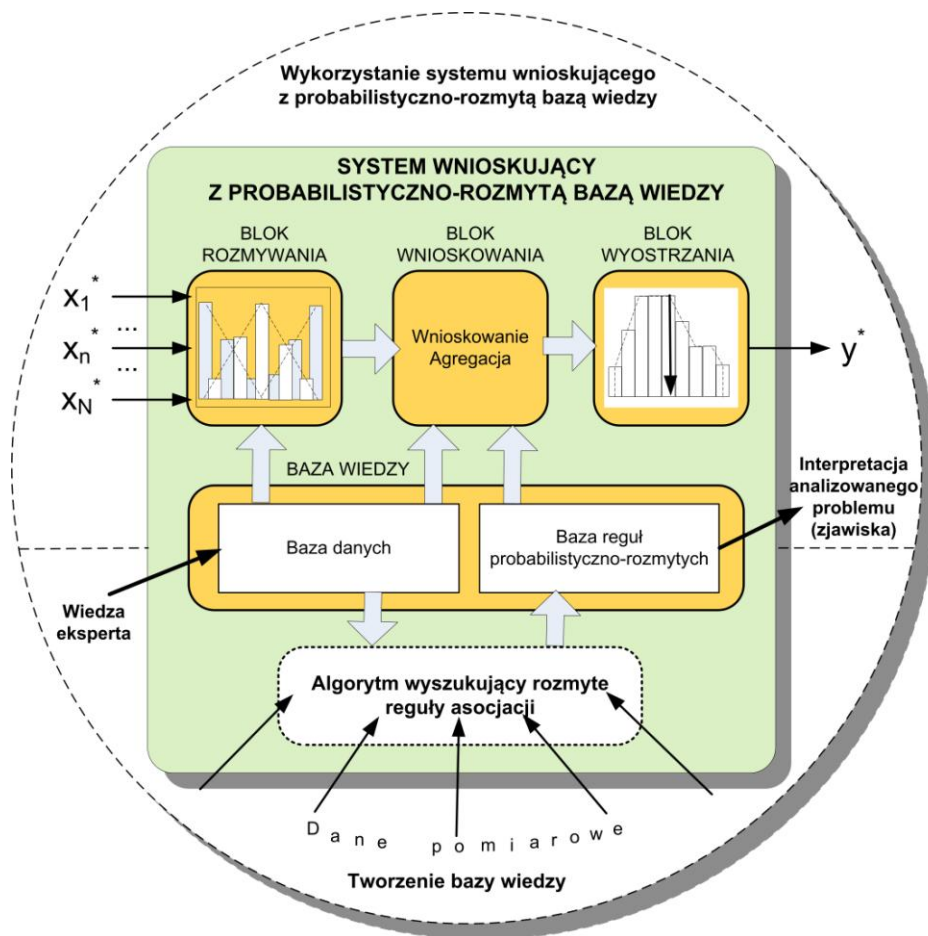 Wykorzystanie systemu wnioskującego
z probabilistyczno-rozmytą bazą wiedzy
SYSTEM WNIOSKUJĄCY
Z PROBABILISTYCZNO-ROZMYTĄ BAZĄ WIEDZY
BLOK
ROZMYWANIA
BLOK
WNIOSKOWANIA
BLOK
WYOSTRZANIA
x1*
...
xn*
...
xN*
Wnioskowanie
Agregacja
y*
BAZA WIEDZY
Baza danych
Baza reguł
probabilistyczno-rozmytych
Interpretacja
analizowanego
problemu
(zjawiska)
Wiedza
eksperta
Algorytm wyszukujący rozmyte
reguły asocjacji
Dane pomiarowe
Tworzenie bazy wiedzy